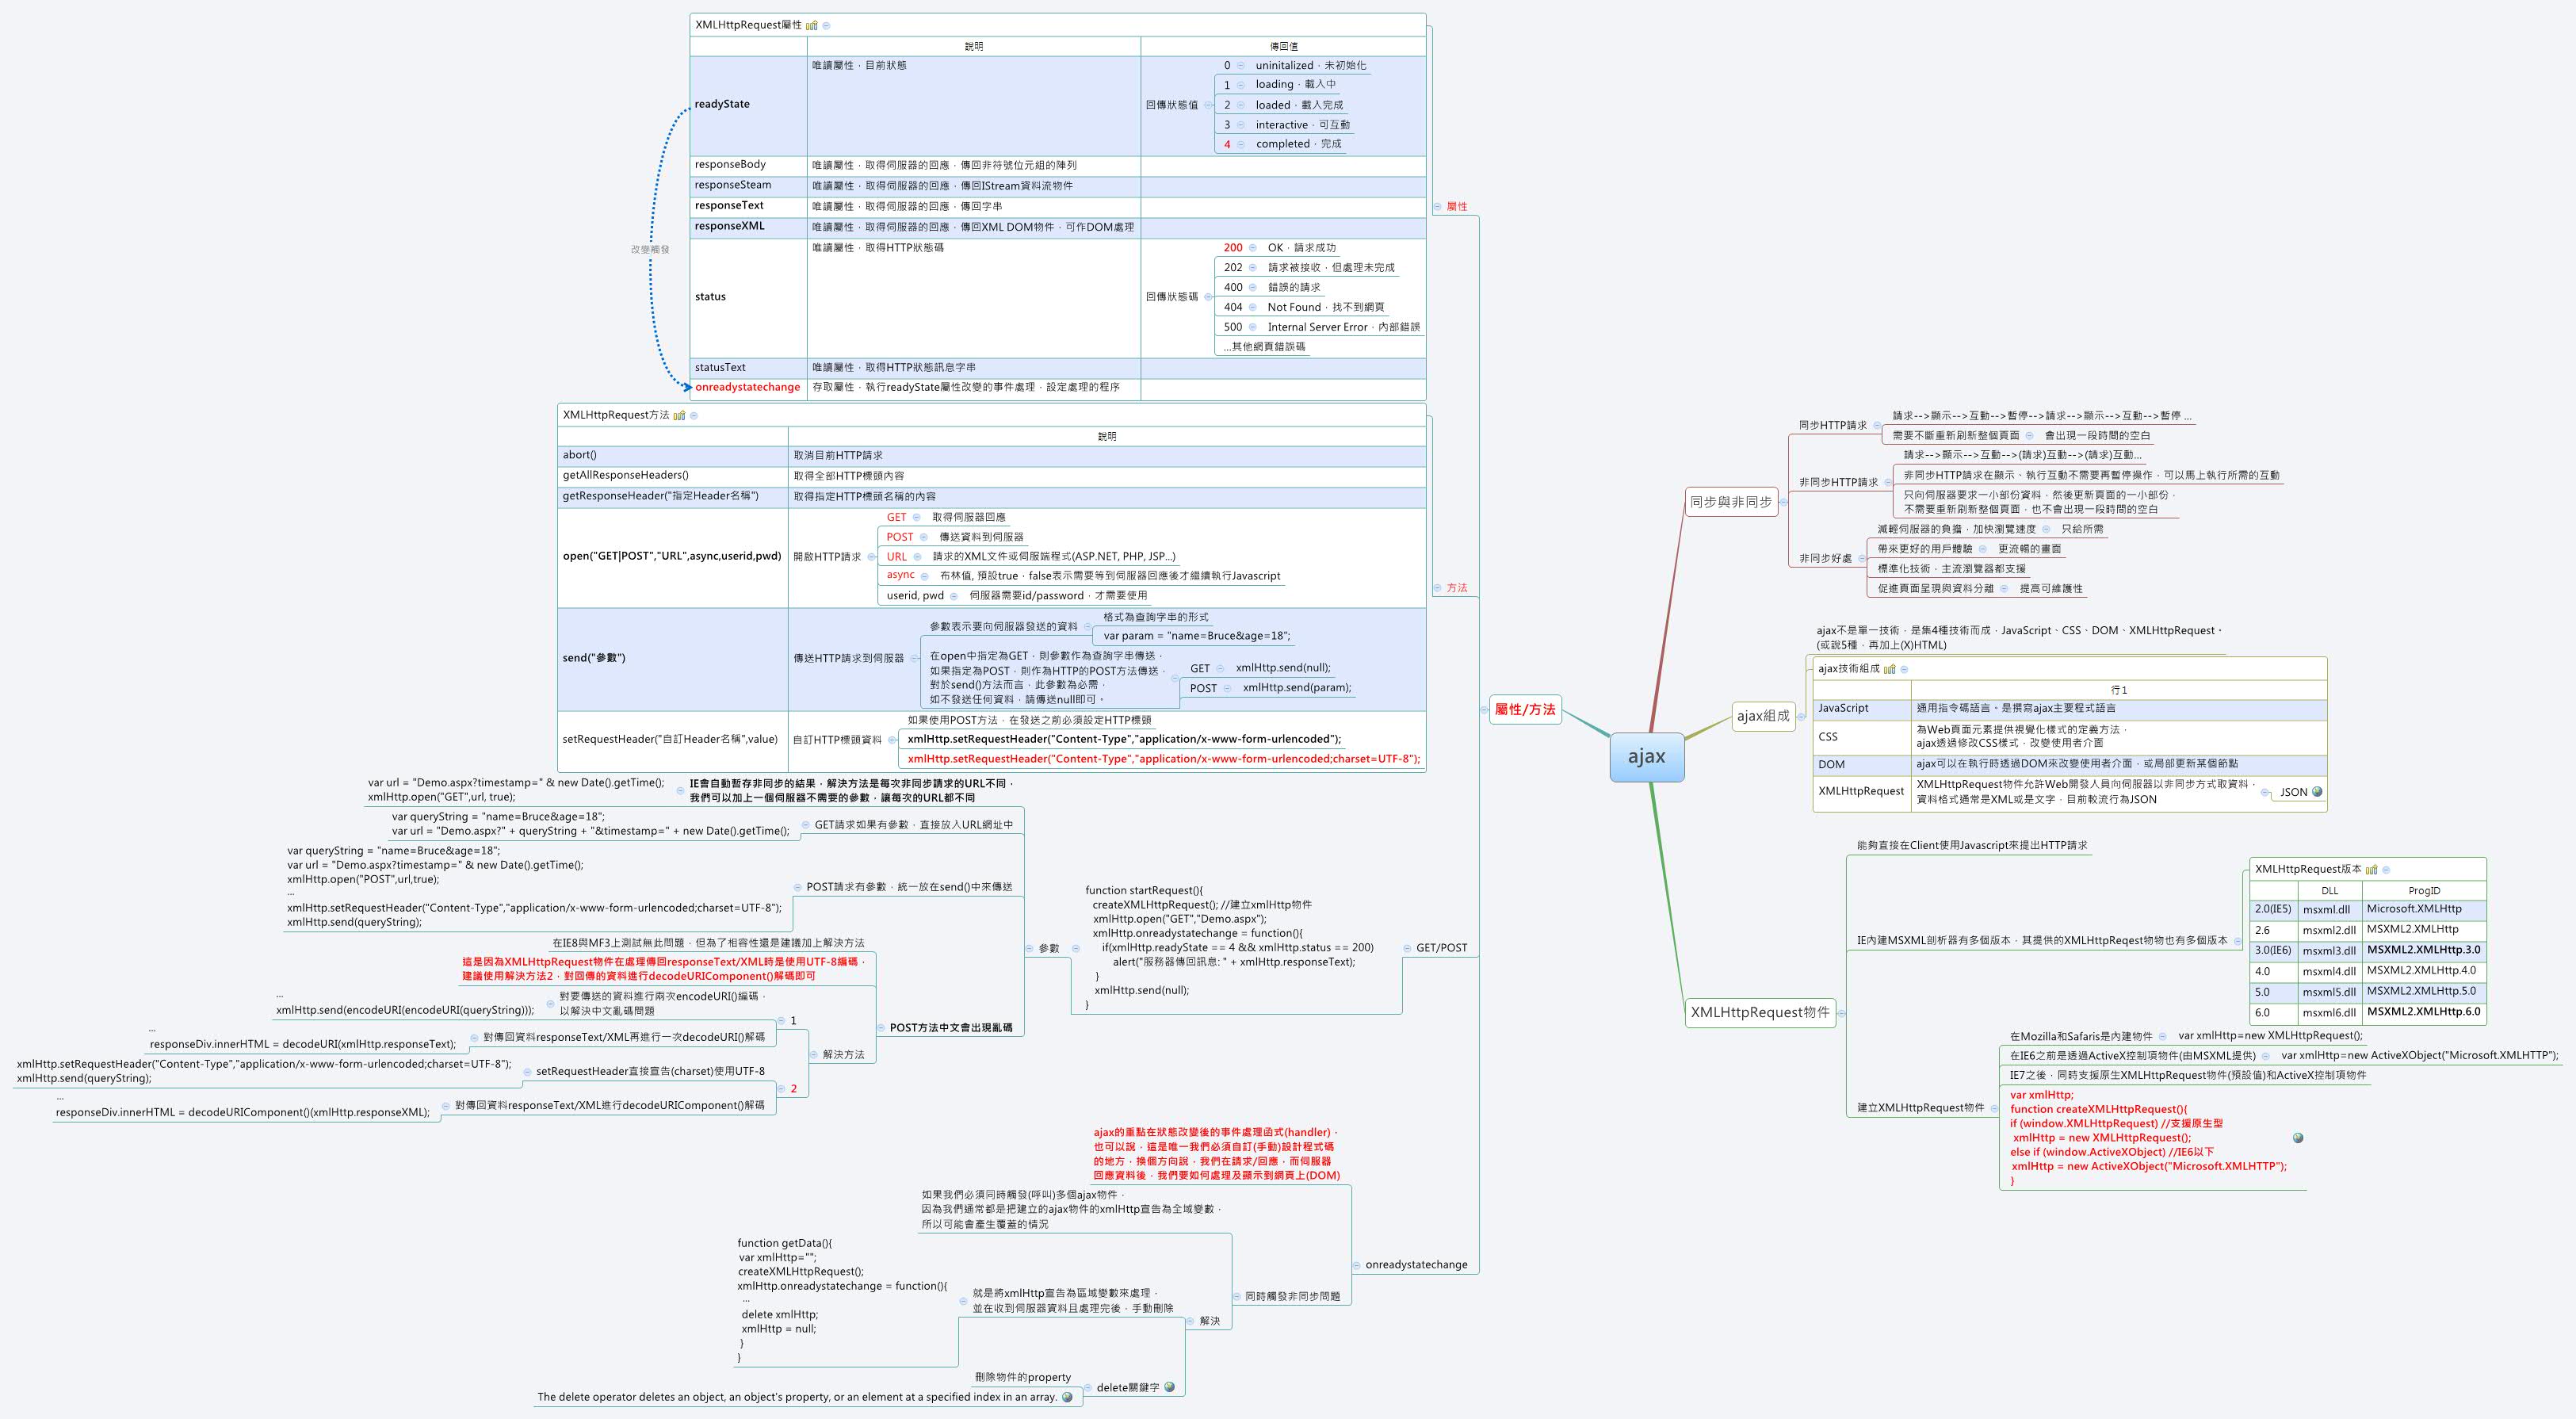 XMLHttpRequest屬性
說明 傳回值
readyState 唯讀屬性，目前狀態 回傳狀態值
0 uninitalized，未初始化
1 loading，載入中
2 loaded，載入完成
3 interactive，可互動
4 completed，完成
responseBody 唯讀屬性，取得伺服器的回應，傳回非符號位元組的陣列
responseSteam 唯讀屬性，取得伺服器的回應，傳回IStream資料流物件
responseText 唯讀屬性，取得伺服器的回應，傳回字串
responseXML 唯讀屬性，取得伺服器的回應，傳回XML DOM物件，可作DOM處理
status 唯讀屬性，取得HTTP狀態碼 回傳狀態碼
200 OK，請求成功
202 請求被接收，但處理未完成
400 錯誤的請求
404 Not Found，找不到網頁
500 Internal Server Error，內部錯誤
...其他網頁錯誤碼
statusText 唯讀屬性，取得HTTP狀態訊息字串
onreadystatechange 存取屬性，執行readyState屬性改變的事件處理，設定處理的程序
改變觸發
屬性
XMLHttpRequest方法
說明
abort() 取消目前HTTP請求
getAllResponseHeaders() 取得全部HTTP標頭內容
getResponseHeader("指定Header名稱") 取得指定HTTP標頭名稱的內容
open("GET|POST","URL",async,userid,pwd) 開啟HTTP請求
GET 取得伺服器回應
POST 傳送資料到伺服器
URL 請求的XML文件或伺服端程式(ASP.NET, PHP, JSP...)
async 布林值, 預設true，false表示需要等到伺服器回應後才繼續執行Javascript
userid, pwd 伺服器需要id/password，才需要使用
send("參數") 傳送HTTP請求到伺服器
參數表示要向伺服器發送的資料
格式為查詢字串的形式
var param = "name=Bruce&age=18";
在open中指定為GET，則參數作為查詢字串傳送，
如果指定為POST，則作為HTTP的POST方法傳送，
對於send()方法而言，此參數為必需，
如不發送任何資料，請傳送null即可。
GET xmlHttp.send(null);
POST xmlHttp.send(param);
setRequestHeader("自訂Header名稱",value) 自訂HTTP標頭資料
如果使用POST方法，在發送之前必須設定HTTP標頭
xmlHttp.setRequestHeader("Content-Type","application/x-www-form-urlencoded");
xmlHttp.setRequestHeader("Content-Type","application/x-www-form-urlencoded;charset=UTF-8");
方法
屬性/方法
GET/POST
function startRequest(){
createXMLHttpRequest(); //建立xmlHttp物件
xmlHttp.open("GET","Demo.aspx");
xmlHttp.onreadystatechange = function(){
if(xmlHttp.readyState == 4 && xmlHttp.status == 200)
alert("服務器傳回訊息: " + xmlHttp.responseText);
}
xmlHttp.send(null);
}
參數
IE會自動暫存非同步的結果，解決方法是每次非同步請求的URL不同，
我們可以加上一個伺服器不需要的參數，讓每次的URL都不同
var url = "Demo.aspx?timestamp=" & new Date().getTime();
xmlHttp.open("GET",url, true);
GET請求如果有參數，直接放入URL網址中
var queryString = "name=Bruce&age=18";
var url = "Demo.aspx?" + queryString + "&timestamp=" + new Date().getTime();
POST請求有參數，統一放在send()中來傳送
var queryString = "name=Bruce&age=18";
var url = "Demo.aspx?timestamp=" & new Date().getTime();
xmlHttp.open("POST",url,true);
...
xmlHttp.setRequestHeader("Content-Type","application/x-www-form-urlencoded;charset=UTF-8");
xmlHttp.send(queryString);
POST方法中文會出現亂碼
在IE8與MF3上測試無此問題，但為了相容性還是建議加上解決方法
這是因為XMLHttpRequest物件在處理傳回responseText/XML時是使用UTF-8編碼，
建議使用解決方法2，對回傳的資料進行decodeURIComponent()解碼即可
解決方法
1
對要傳送的資料進行兩次encodeURI()編碼，
以解決中文亂碼問題
...
xmlHttp.send(encodeURI(encodeURI(queryString)));
對傳回資料responseText/XML再進行一次decodeURI()解碼
...
responseDiv.innerHTML = decodeURI(xmlHttp.responseText);
2
setRequestHeader直接宣告(charset)使用UTF-8
xmlHttp.setRequestHeader("Content-Type","application/x-www-form-urlencoded;charset=UTF-8");
xmlHttp.send(queryString);
對傳回資料responseText/XML進行decodeURIComponent()解碼
...
responseDiv.innerHTML = decodeURIComponent()(xmlHttp.responseXML);
onreadystatechange
ajax的重點在狀態改變後的事件處理函式(handler)，
也可以說，這是唯一我們必須自訂(手動)設計程式碼
的地方，換個方向說，我們在請求/回應，而伺服器
回應資料後，我們要如何處理及顯示到網頁上(DOM)
同時觸發非同步問題
如果我們必須同時觸發(呼叫)多個ajax物件，
因為我們通常都是把建立的ajax物件的xmlHttp宣告為全域變數，
所以可能會產生覆蓋的情況
解決
就是將xmlHttp宣告為區域變數來處理，
並在收到伺服器資料且處理完後，手動刪除
function getData(){
var xmlHttp="";
createXMLHttpRequest();
xmlHttp.onreadystatechange = function(){
...
delete xmlHttp;
xmlHttp = null;
}
}
delete關鍵字
刪除物件的property
The delete operator deletes an object, an object's property, or an element at a specified index in an array.
ajax
同步與非同步
同步HTTP請求
請求-->顯示-->互動-->暫停-->請求-->顯示-->互動-->暫停 ...
需要不斷重新刷新整個頁面 會出現一段時間的空白
非同步HTTP請求
請求-->顯示-->互動-->(請求)互動-->(請求)互動...
非同步HTTP請求在顯示、執行互動不需要再暫停操作，可以馬上執行所需的互動
只向伺服器要求一小部份資料，然後更新頁面的一小部份，
不需要重新刷新整個頁面，也不會出現一段時間的空白
非同步好處
減輕伺服器的負擔，加快瀏覽速度 只給所需
帶來更好的用戶體驗 更流暢的畫面
標準化技術，主流瀏覽器都支援
促進頁面呈現與資料分離 提高可維護性
ajax組成
ajax不是單一技術，是集4種技術而成，JavaScript、CSS、DOM、XMLHttpRequest。
(或說5種，再加上(X)HTML)
ajax技術組成
行1
JavaScript 通用指令碼語言。是撰寫ajax主要程式語言
CSS 為Web頁面元素提供視覺化樣式的定義方法，
ajax透過修改CSS樣式，改變使用者介面
DOM ajax可以在執行時透過DOM來改變使用者介面，或局部更新某個節點
XMLHttpRequest XMLHttpRequest物件允許Web開發人員向伺服器以非同步方式取資料，
資料格式通常是XML或是文字，目前較流行為JSON
JSON
XMLHttpRequest物件
能夠直接在Client使用Javascript來提出HTTP請求
IE內建MSXML剖析器有多個版本，其提供的XMLHttpReqest物物也有多個版本
XMLHttpRequest版本
DLL ProgID
2.0(IE5) msxml.dll Microsoft.XMLHttp
2.6 msxml2.dll MSXML2.XMLHttp
3.0(IE6) msxml3.dll MSXML2.XMLHttp.3.0
4.0 msxml4.dll MSXML2.XMLHttp.4.0
5.0 msxml5.dll MSXML2.XMLHttp.5.0
6.0 msxml6.dll MSXML2.XMLHttp.6.0
建立XMLHttpRequest物件
在Mozilla和Safaris是內建物件 var xmlHttp=new XMLHttpRequest();
在IE6之前是透過ActiveX控制項物件(由MSXML提供) var xmlHttp=new ActiveXObject("Microsoft.XMLHTTP");
IE7之後，同時支援原生XMLHttpRequest物件(預設值)和ActiveX控制項物件
var xmlHttp;
function createXMLHttpRequest(){
if (window.XMLHttpRequest) //支援原生型
xmlHttp = new XMLHttpRequest();
else if (window.ActiveXObject) //IE6以下
xmlHttp = new ActiveXObject("Microsoft.XMLHTTP");
}